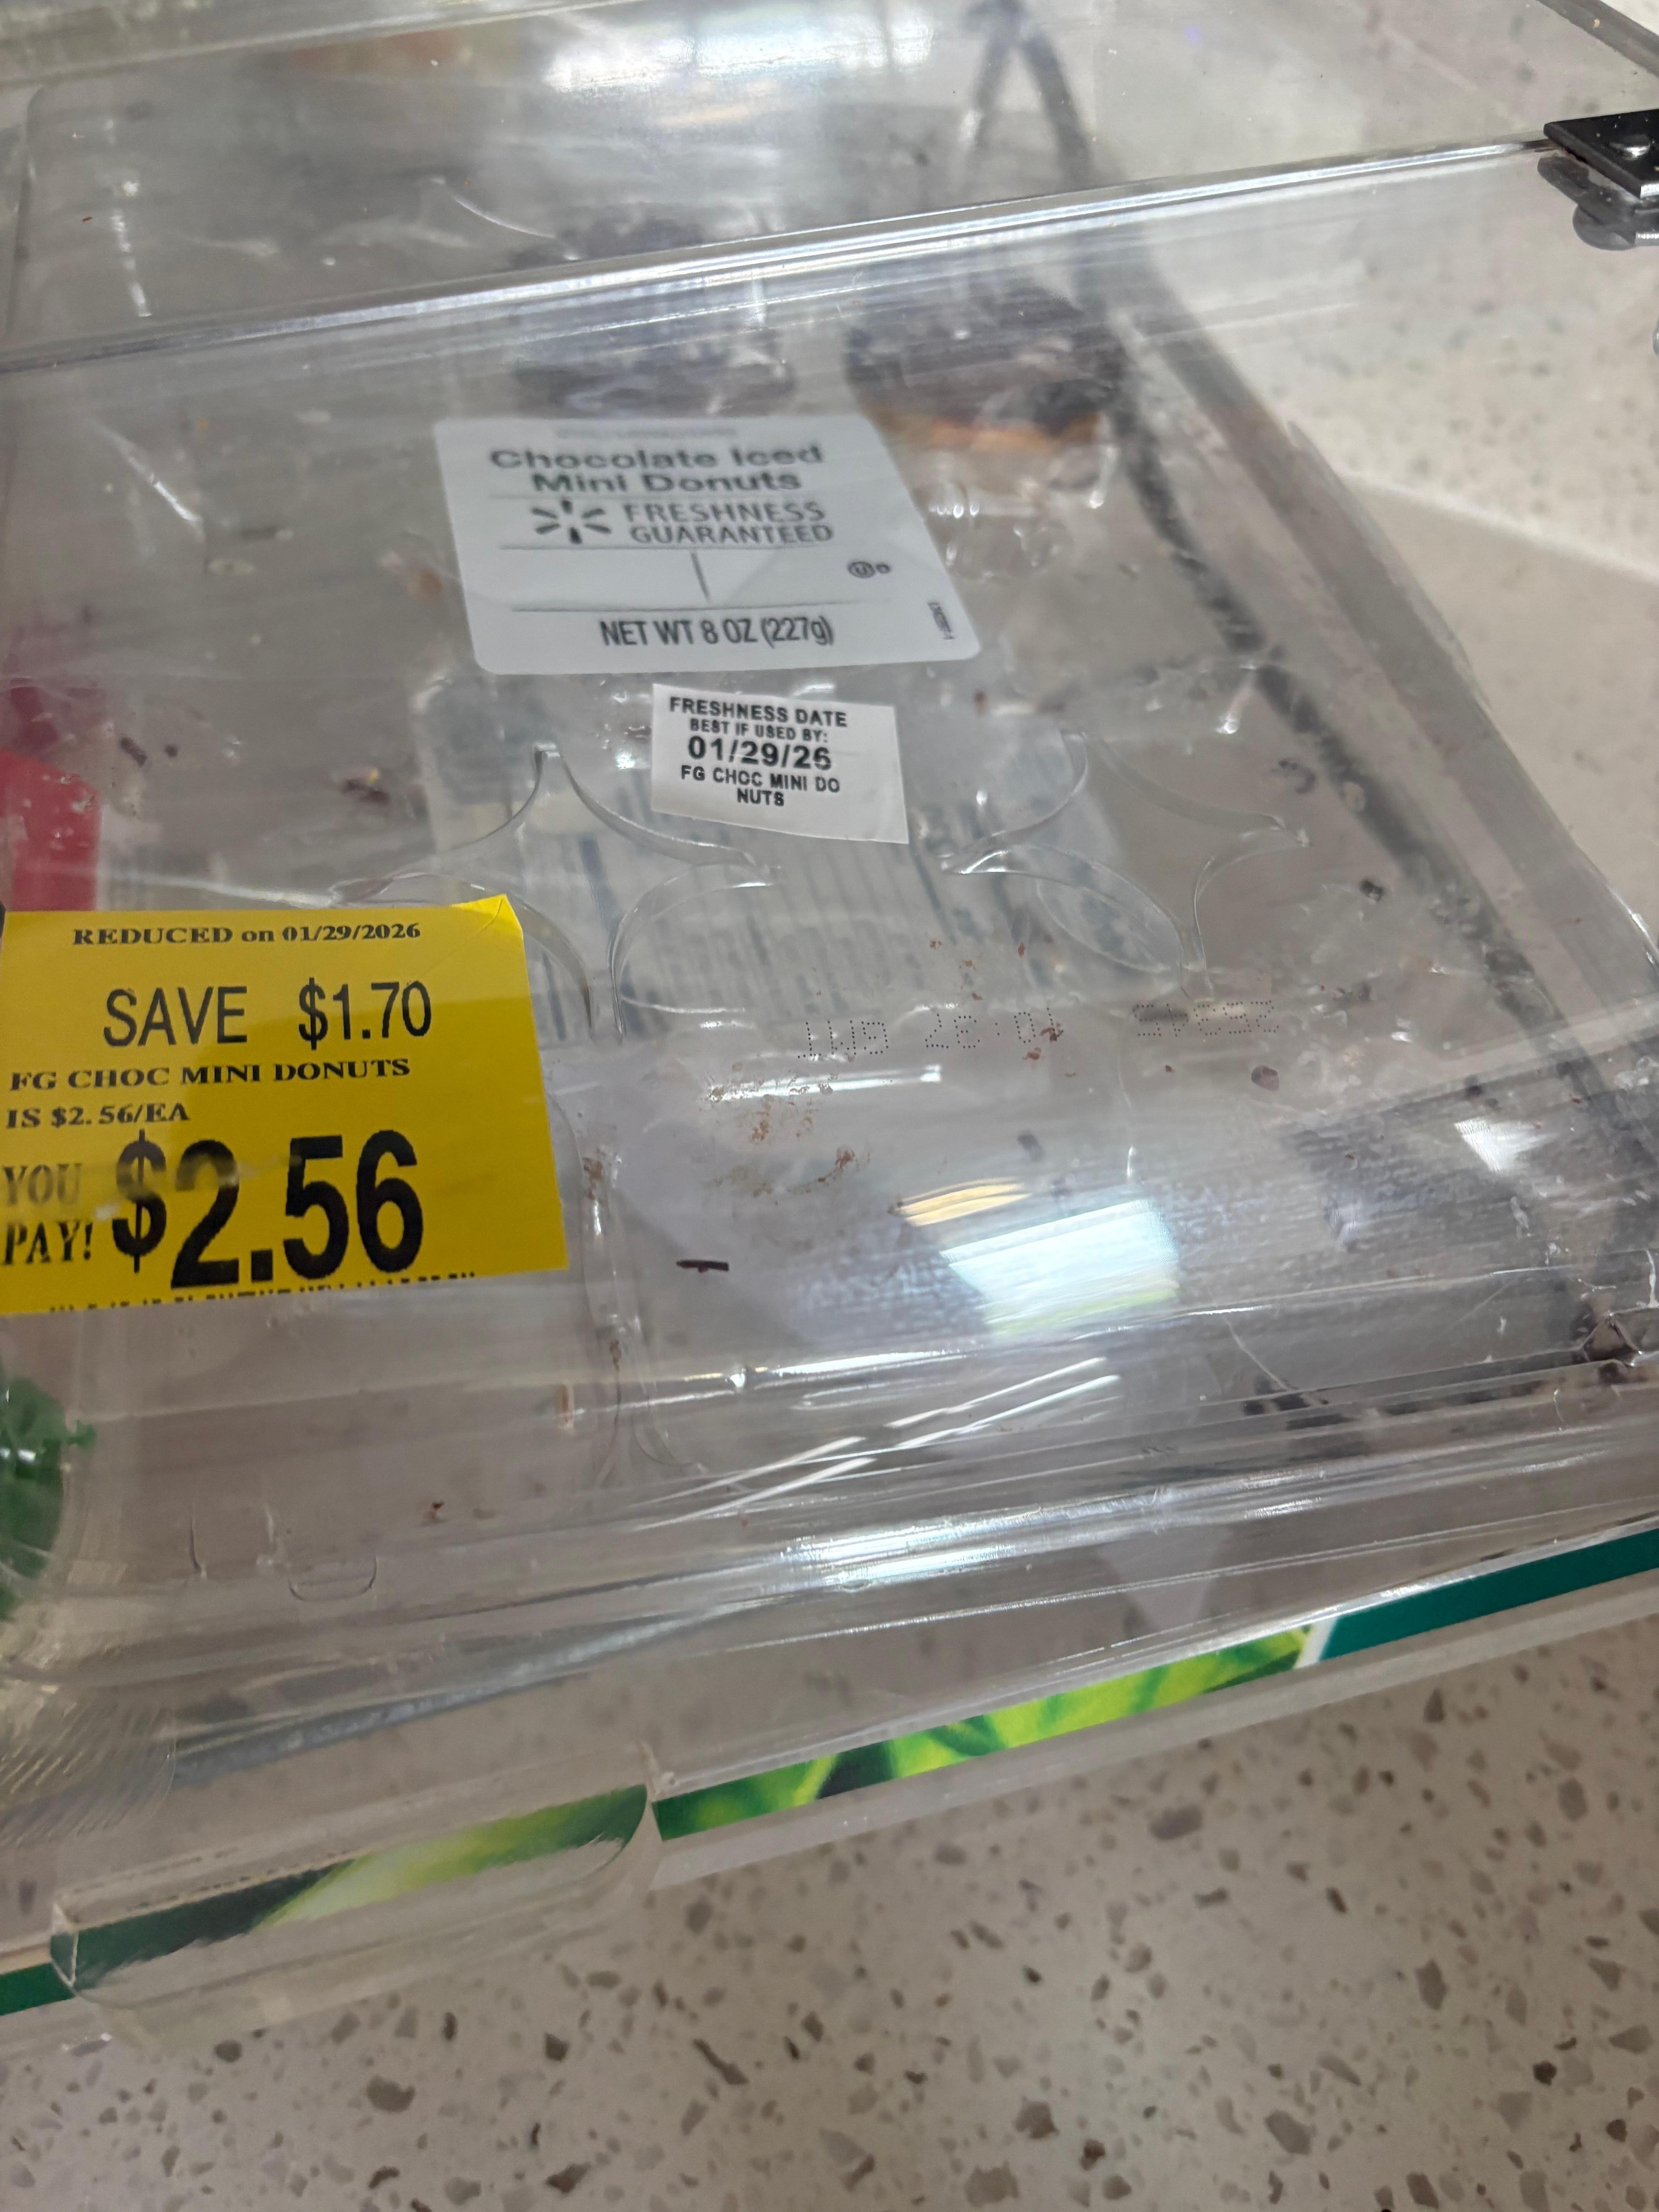 Chocolate Iced
Mini Donuts
FRESHNESS
GUARANTEED
U D
NET WT 8 OZ (227g)
FRESHNESS DATE
BEST IF USED BY:
01/29/26
FG CHOC MINI DO
NUTS
REDUCED on 01/29/2026
SAVE $1.70
FG CHOC MINI DONUTS
IS $2.56/EA
YOU
PAY! $2.56